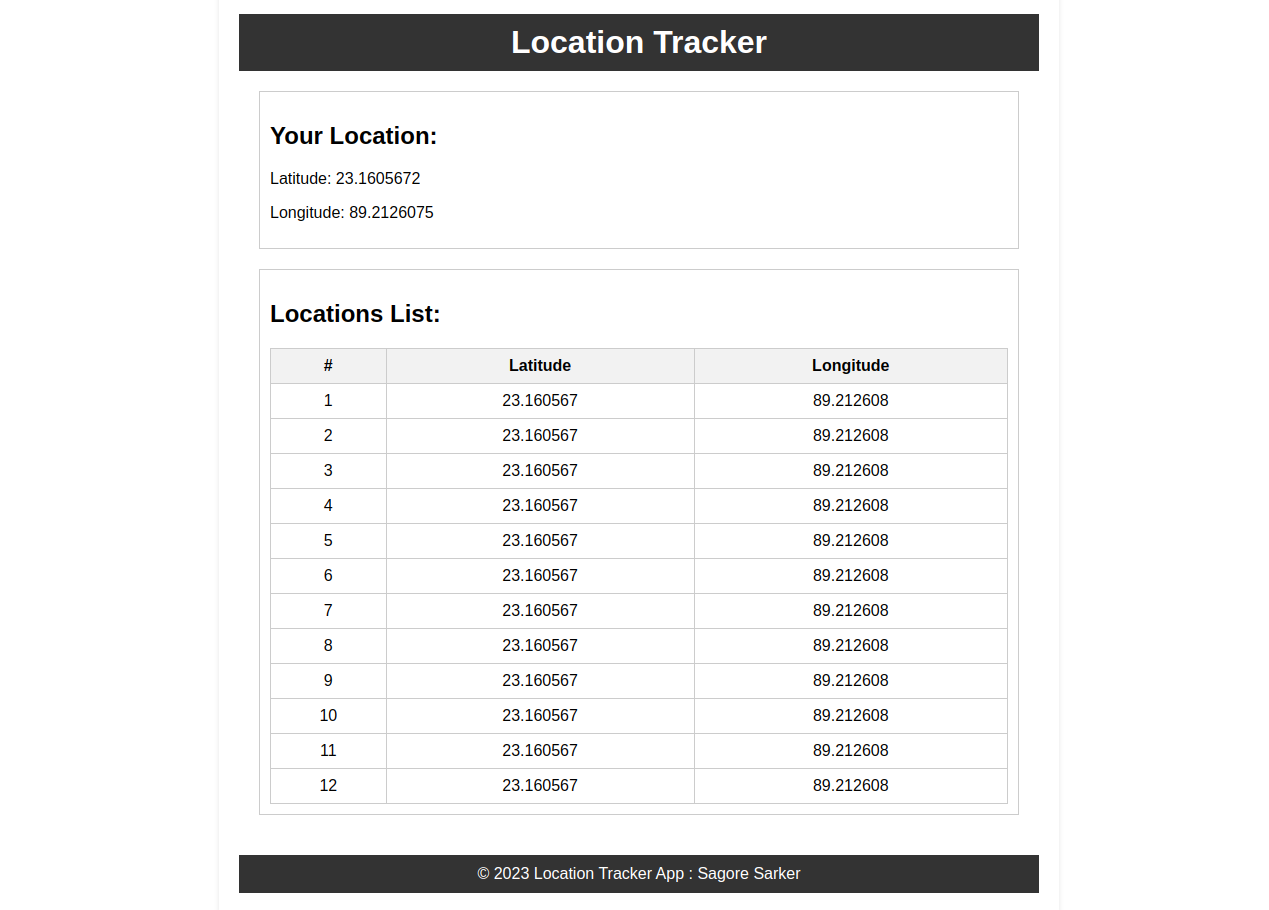 Location Tracker
Your Location:
Latitude: 23.1605672
Longitude: 89.2126075
Locations List:
# Latitude Longitude
1 23.160567 89.212608
2 23.160567 89.212608
3 23.160567 89.212608
4 23.160567 89.212608
5 23.160567 89.212608
6 23.160567 89.212608
7 23.160567 89.212608
8 23.160567 89.212608
9 23.160567 89.212608
10 23.160567 89.212608
11 23.160567 89.212608
12 23.160567 89.212608
© 2023 Location Tracker App : Sagore Sarker